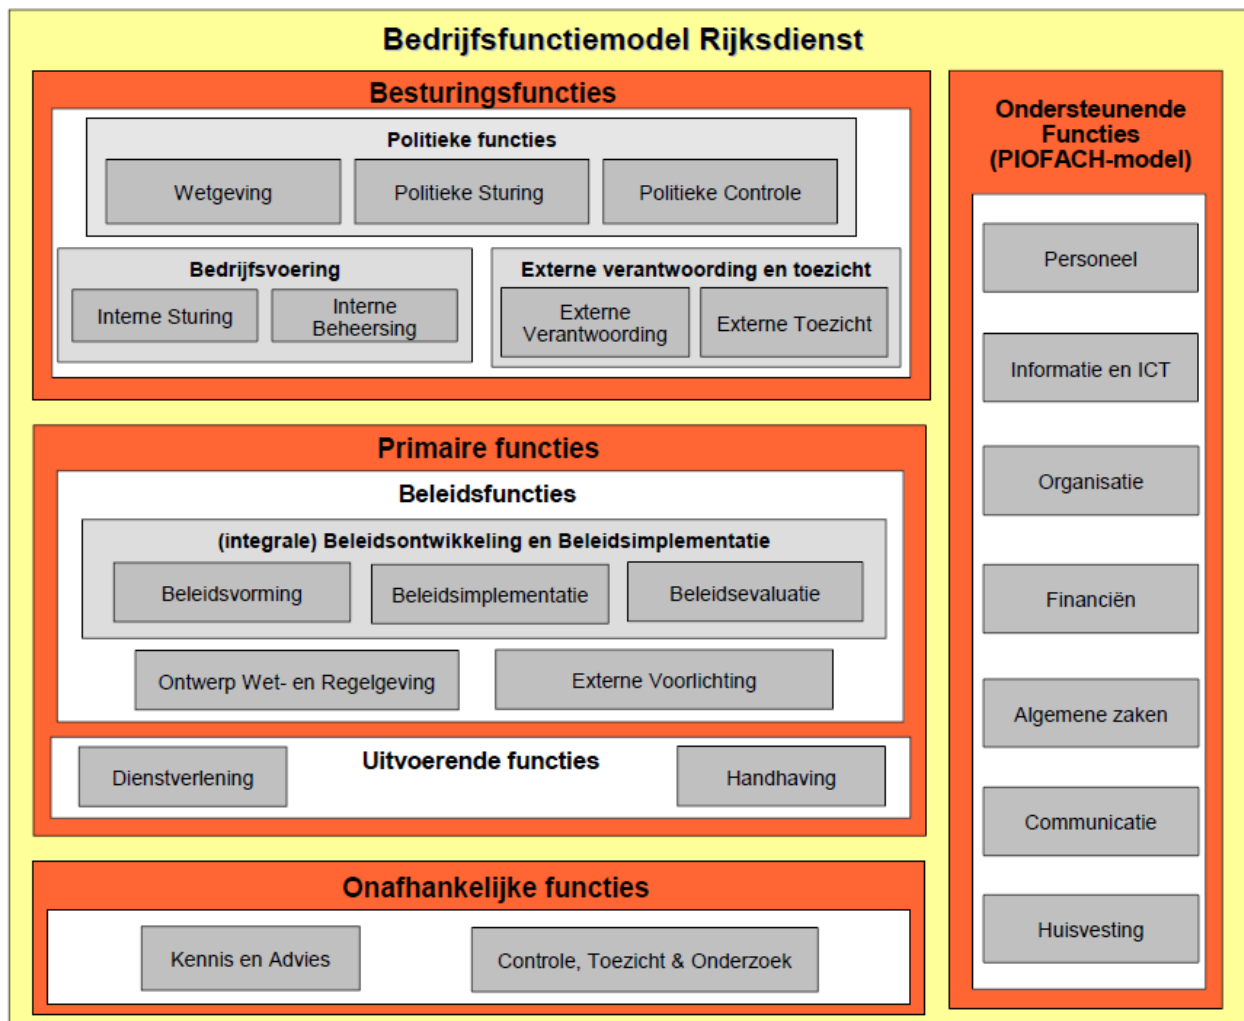 Bedrijfsfunctiemodel Rijksdienst
Besturingsfuncties
Politieke functies
Wetgeving
Politieke Sturing
Politieke Controle
Bedrijfsvoering
Interne Sturing
Interne
Beheersing
Externe verantwoording en toezicht
Externe
Verantwoording
Externe Toezicht
Primaire functies
Beleidsfuncties
(integrale) Beleidsontwikkeling en Beleidsimplementatie
Beleidsvorming
Beleidsimplementatie
Beleidsevaluatie
Ontwerp Wet- en Regelgeving
Externe Voorlichting
Uitvoerende functies
Dienstverlening
Handhaving
Onafhankelijke functies
Kennis en Advies
Controle, Toezicht & Onderzoek
Ondersteunende
Functies
(PIOFACH-model)
Personeel
Informatie en ICT
Organisatie
Financiën
Algemene zaken
Communicatie
Huisvesting